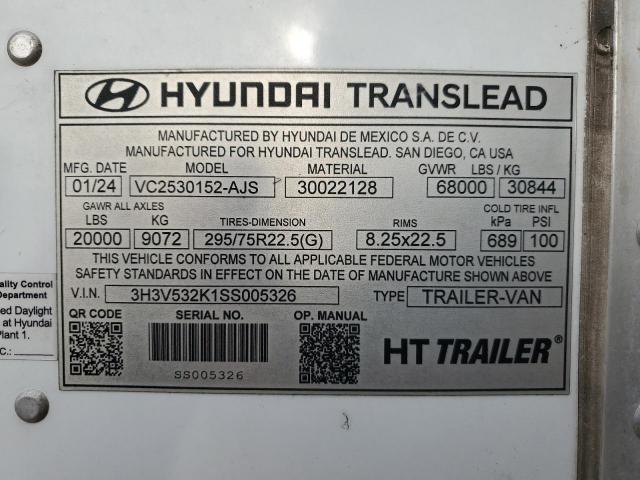 HYUNDAI TRANSLEAD
MANUFACTURED BY HYUNDAI DE MEXICO S.A. DE C.V.
MANUFACTURED FOR HYUNDAI TRANSLEAD. SAN DIEGO, CA USA
MFG. DATE MODEL MATERIAL GVWR LBS / KG
01/24 VC2530152-AJS 30022128 68000 30844
GAWR ALL AXLES COLD TIRE INFL
LBS KG TIRES-DIMENSION RIMS kPa PSI
20000 9072 295/75R22.5(G) 8.25x22.5 689 100
THIS VEHICLE CONFORMS TO ALL APPLICABLE FEDERAL MOTOR VEHICLES
SAFETY STANDARDS IN EFFECT ON THE DATE OF MANUFACTURE SHOWN ABOVE
V.I.N. 3H3V532K1SS005326 TYPE TRAILER-VAN
QR CODE SERIAL NO. OP. MANUAL
SS005326
HT TRAILER®
ality Control
Department
ed Daylight
at Hyundai
Plant 1.
C.: